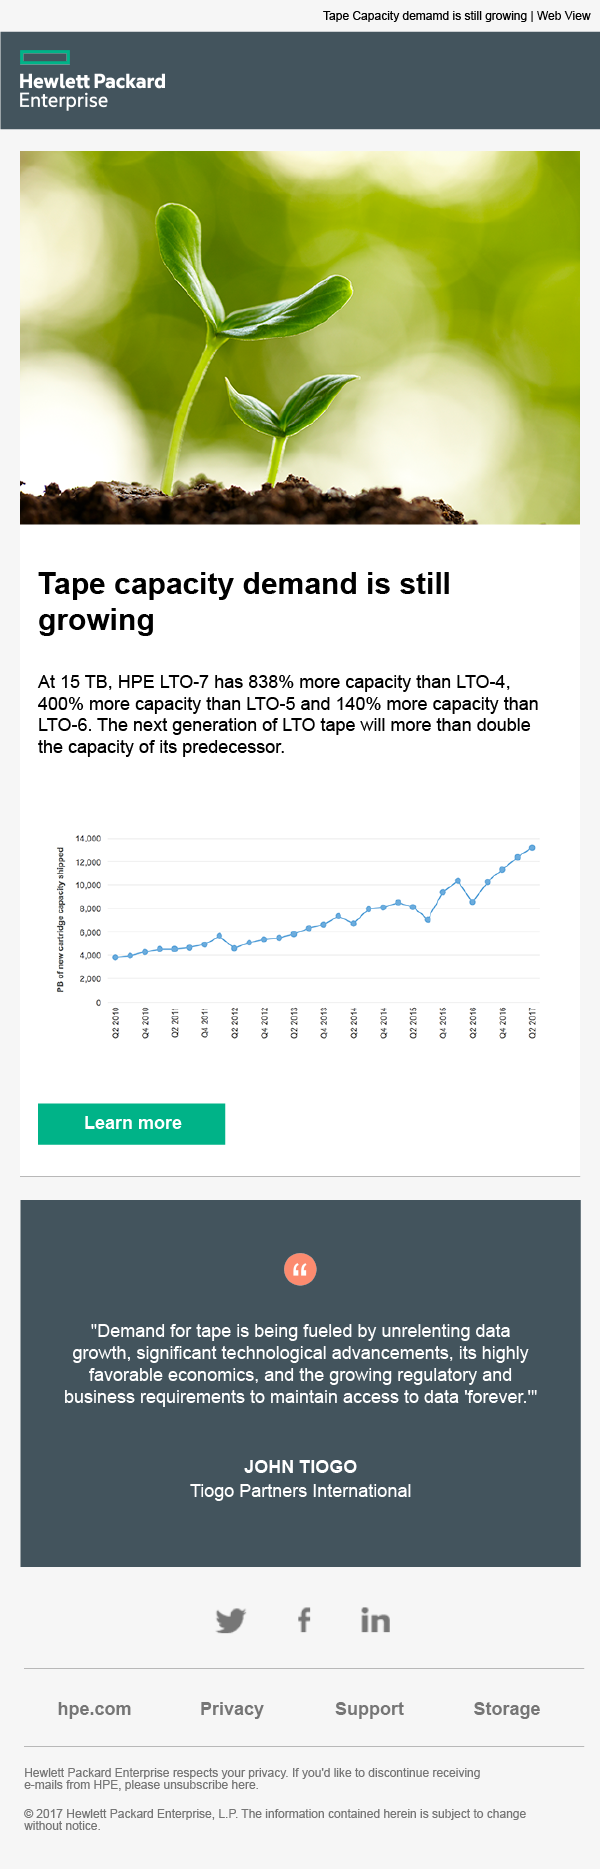 Tape Capacity demamd is still growing | Web View
Hewlett Packard
Enterprise
Tape capacity demand is still
growing
At 15 TB, HPE LTO-7 has 838% more capacity than LTO-4,
400% more capacity than LTO-5 and 140% more capacity than
LTO-6. The next generation of LTO tape will more than double
the capacity of its predecessor.
PB of new cartridge capacity shipped
14,000
12,000
10,000
8,000
6,000
4,000
2,000
0
Q2 2010
Q4 2010
Q2 2011
Q4 2011
Q2 2012
Q4 2012
Q2 2013
Q4 2013
Q2 2014
Q4 2014
Q2 2015
Q4 2015
Q2 2016
Q4 2016
Q2 2017
Learn more
"Demand for tape is being fueled by unrelenting data
growth, significant technological advancements, its highly
favorable economics, and the growing regulatory and
business requirements to maintain access to data 'forever.'"
JOHN TIOGO
Tiogo Partners International
hpe.com Privacy Support Storage
Hewlett Packard Enterprise respects your privacy. If you'd like to discontinue receiving
e-mails from HPE, please unsubscribe here.
© 2017 Hewlett Packard Enterprise, L.P. The information contained herein is subject to change
without notice.